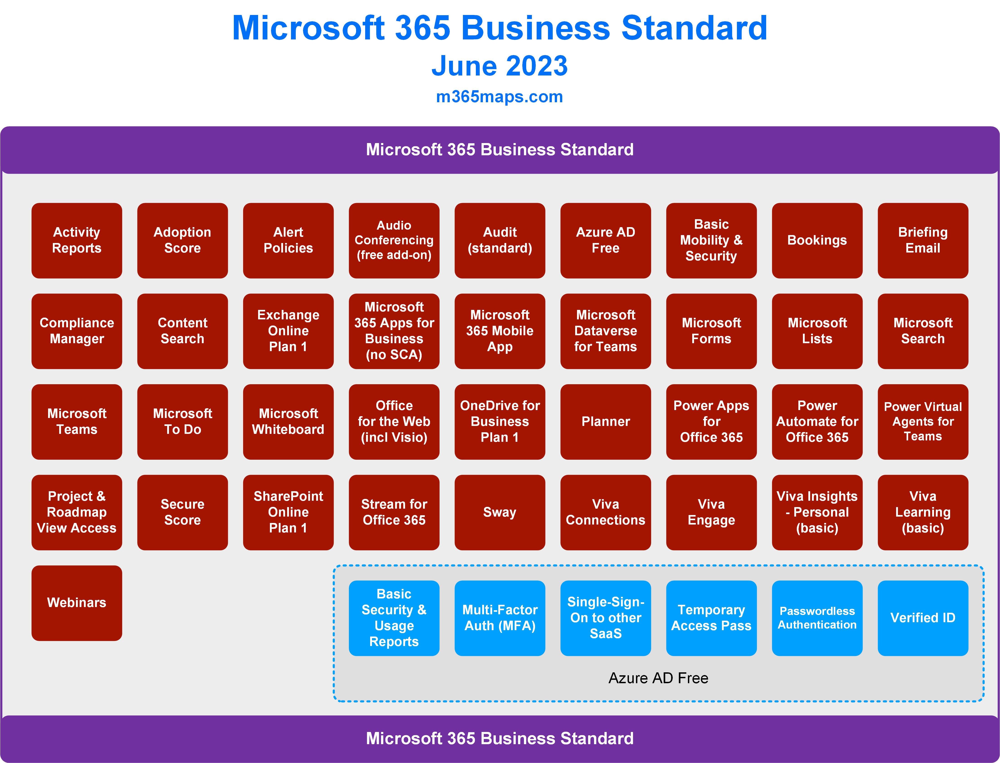 Microsoft 365 Business Standard
June 2023
m365maps.com
Microsoft 365 Business Standard
Activity
Reports
Adoption
Score
Alert
Policies
Audio
Conferencing
(free add-on)
Audit
(standard)
Azure AD
Free
Basic
Mobility &
Security
Bookings
Briefing
Email
Compliance
Manager
Content
Search
Exchange
Online
Plan 1
Microsoft
365 Apps for
Business
(no SCA)
Microsoft
365 Mobile
App
Microsoft
Dataverse
for Teams
Microsoft
Forms
Microsoft
Lists
Microsoft
Search
Microsoft
Teams
Microsoft
To Do
Microsoft
Whiteboard
Office
for the Web
(incl Visio)
OneDrive for
Business
Plan 1
Planner
Power Apps
for
Office 365
Power
Automate for
Office 365
Power Virtual
Agents for
Teams
Project &
Roadmap
View Access
Secure
Score
SharePoint
Online
Plan 1
Stream for
Office 365
Sway
Viva
Connections
Viva
Engage
Viva Insights
- Personal
(basic)
Viva
Learning
(basic)
Webinars
Basic
Security &
Usage
Reports
Multi-Factor
Auth (MFA)
Single-Sign-
On to other
SaaS
Temporary
Access Pass
Passwordless
Authentication
Verified ID
Azure AD Free
Microsoft 365 Business Standard